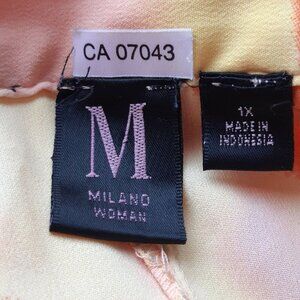 CA 07043
M
MILANO
WOMAN
1X
MADE IN
INDONESIA